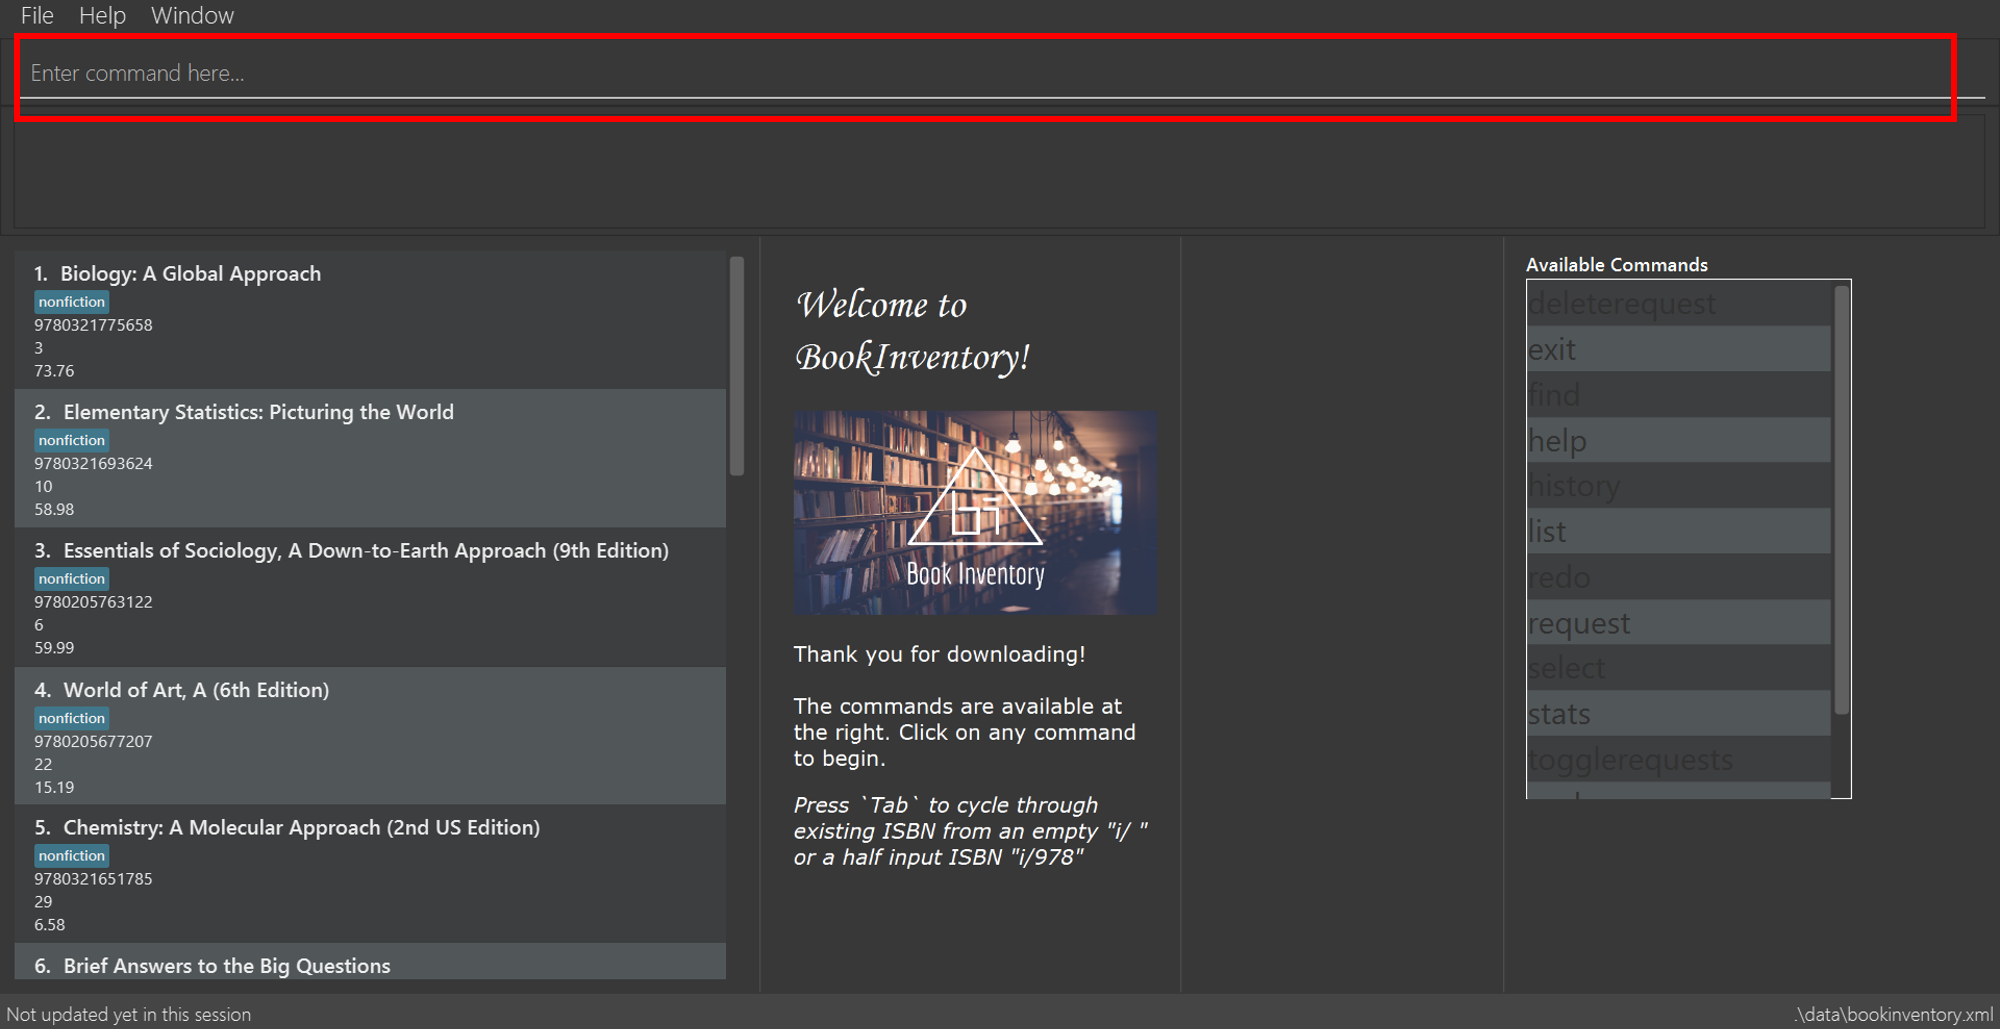 File Help Window
Enter command here...
1. Biology: A Global Approach
nonfiction
9780321775658
3
73.76
2. Elementary Statistics: Picturing the World
nonfiction
9780321693624
10
58.98
3. Essentials of Sociology, A Down-to-Earth Approach (9th Edition)
nonfiction
9780205763122
6
59.99
4. World of Art, A (6th Edition)
nonfiction
9780205677207
22
15.19
5. Chemistry: A Molecular Approach (2nd US Edition)
nonfiction
9780321651785
29
6.58
6. Brief Answers to the Big Questions
Welcome to
BookInventory!
Book Inventory
Thank you for downloading!
The commands are available at
the right. Click on any command
to begin.
Press `Tab` to cycle through
existing ISBN from an empty "i/ "
or a half input ISBN "i/978"
Available Commands
deleterequest
exit
find
help
history
list
redo
request
select
stats
togglerequests
Not updated yet in this session
.\data\bookinventory.xml